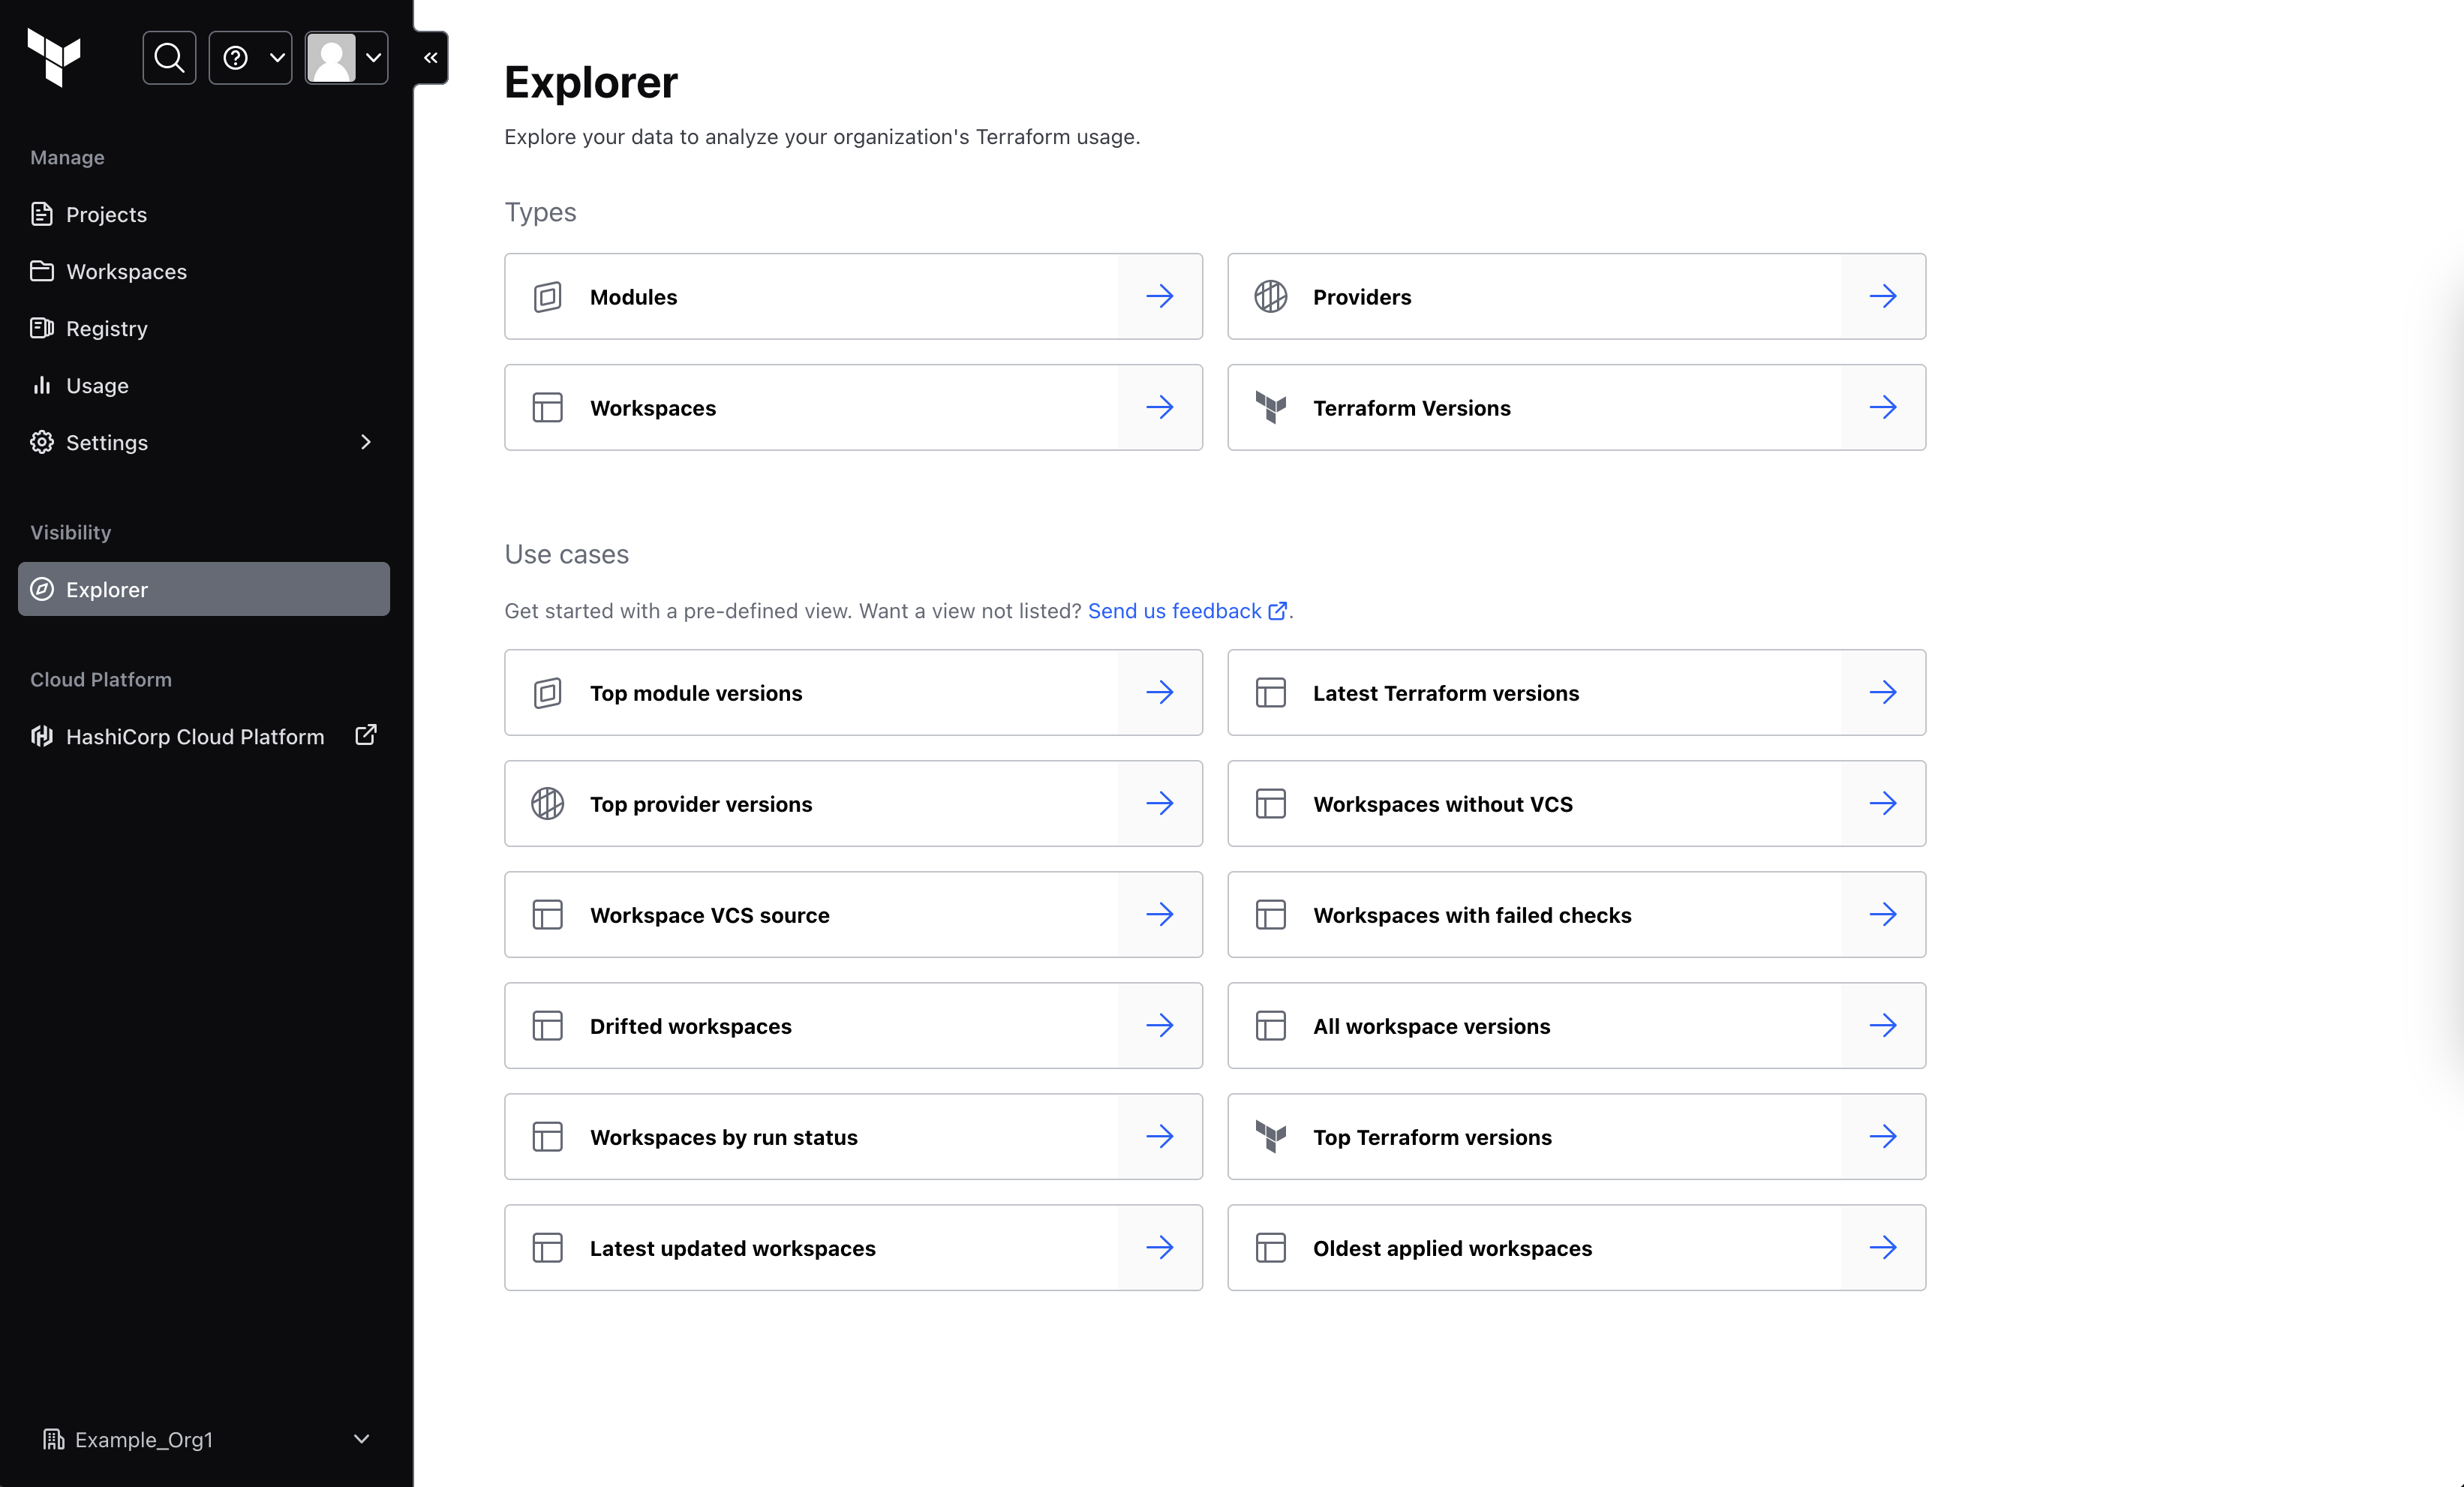 Manage
Projects
Workspaces
Registry
Usage
Settings
Visibility
Explorer
Cloud Platform
HashiCorp Cloud Platform
Example_Org1
Explorer
Explore your data to analyze your organization's Terraform usage.
Types
Modules
Providers
Workspaces
Terraform Versions
Use cases
Get started with a pre-defined view. Want a view not listed? Send us feedback.
Top module versions
Latest Terraform versions
Top provider versions
Workspaces without VCS
Workspace VCS source
Workspaces with failed checks
Drifted workspaces
All workspace versions
Workspaces by run status
Top Terraform versions
Latest updated workspaces
Oldest applied workspaces